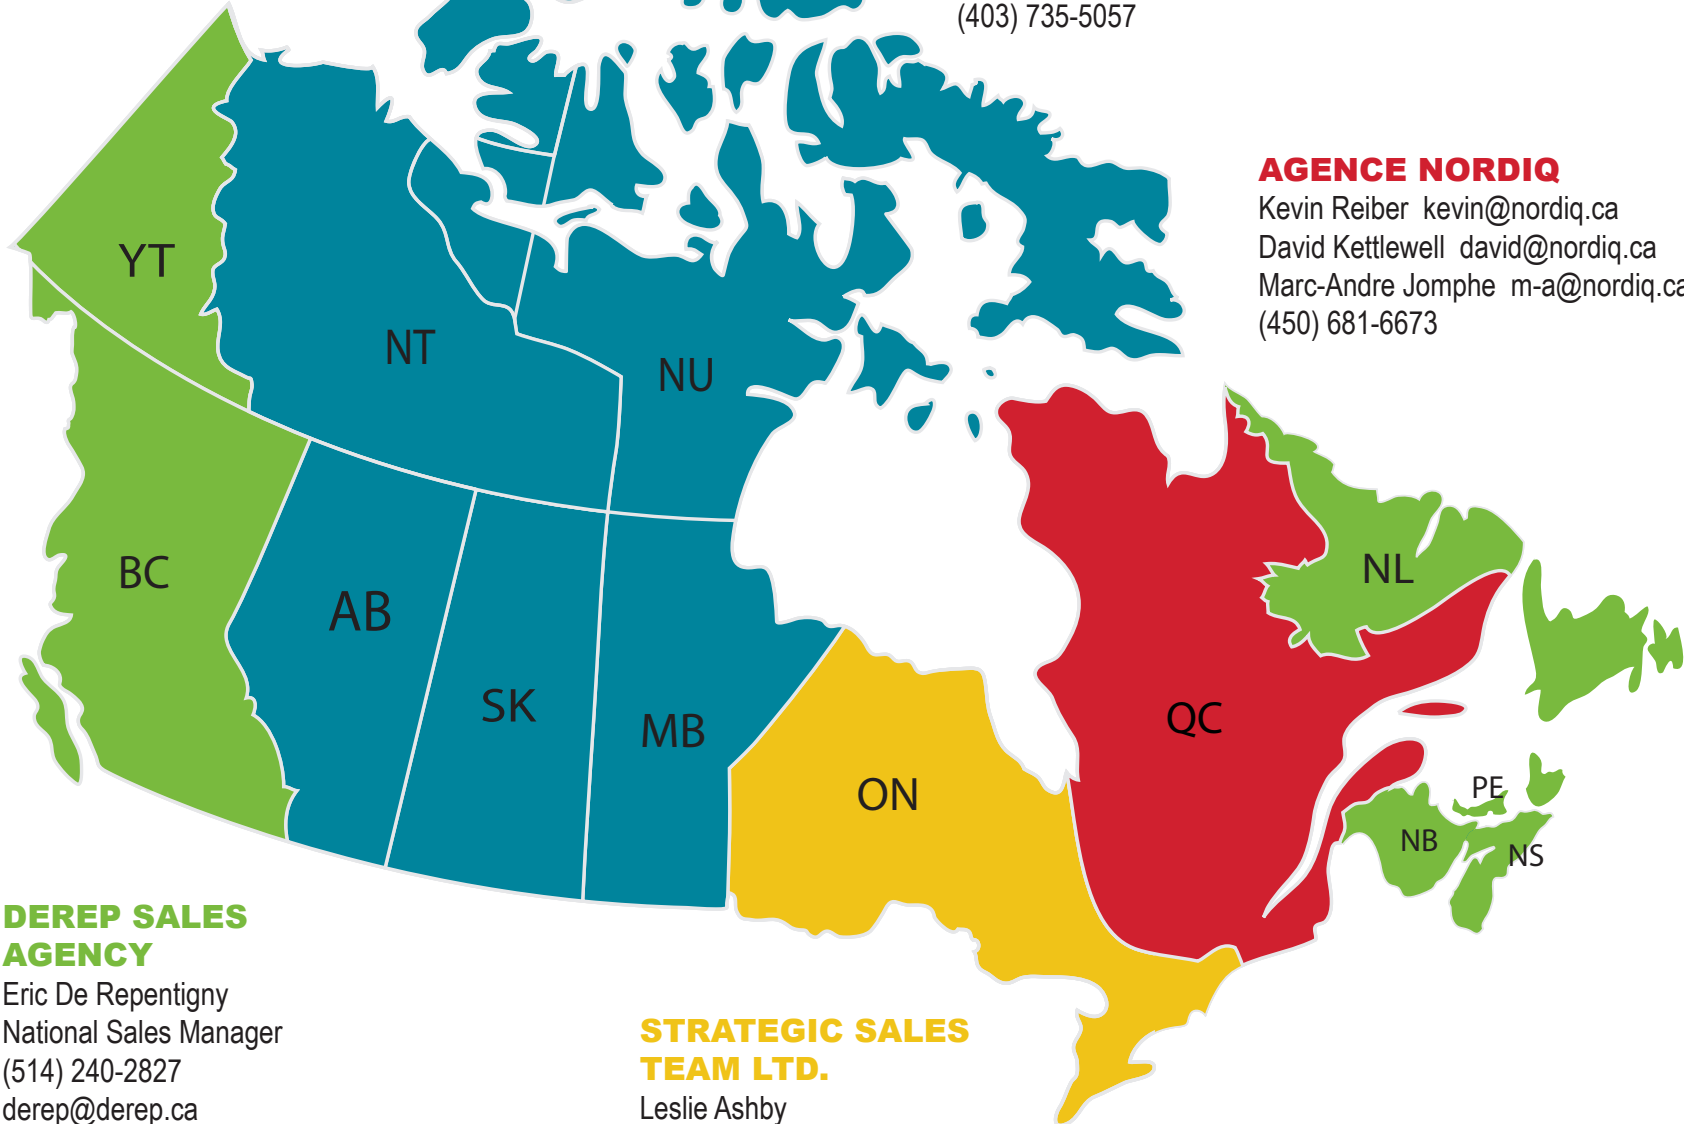 (403) 735-5057
AGENCE NORDIQ
Kevin Reiber kevin@nordiq.ca
David Kettlewell david@nordiq.ca
Marc-Andre Jomphe m-a@nordiq.ca
(450) 681-6673
YT
NT
NU
BC
AB
SK
MB
ON
QC
NL
PE
NB
NS
DEREP SALES
AGENCY
Eric De Repentigny
National Sales Manager
(514) 240-2827
derep@derep.ca
STRATEGIC SALES
TEAM LTD.
Leslie Ashby